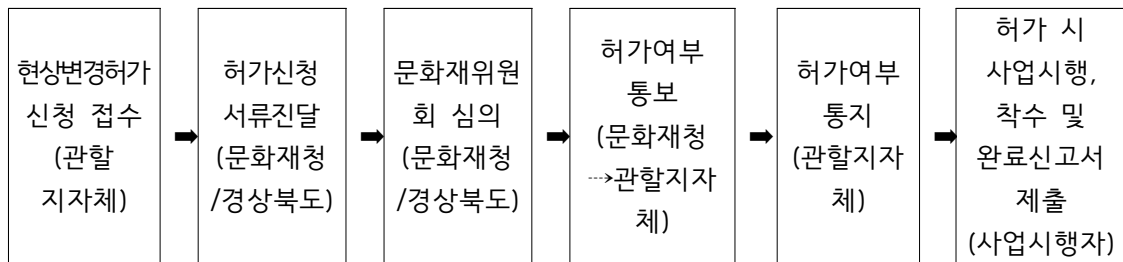 현상변경허가
신청 접수
(관할
지자체)
➡
허가신청
서류진달
(문화재청
/경상북도)
➡
문화재위원
회 심의
(문화재청
/경상북도)
➡
허가여부
통보
(문화재청
⇢관할지자
체)
➡
허가여부
통지
(관할지자
체)
➡
허가 시
사업시행,
착수 및
완료신고서
제출
(사업시행자)